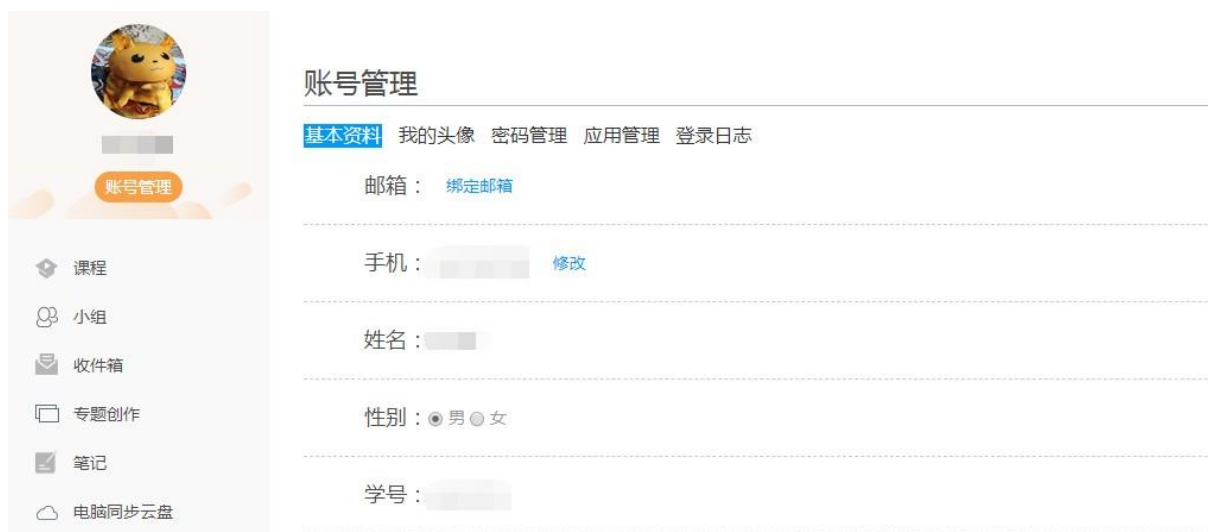 账号管理
课程
小组
收件箱
专题创作
笔记
电脑同步云盘
账号管理
基本资料 我的头像 密码管理 应用管理 登录日志
邮箱： 绑定邮箱
手机： 修改
姓名：
性别： 男 女
学号：